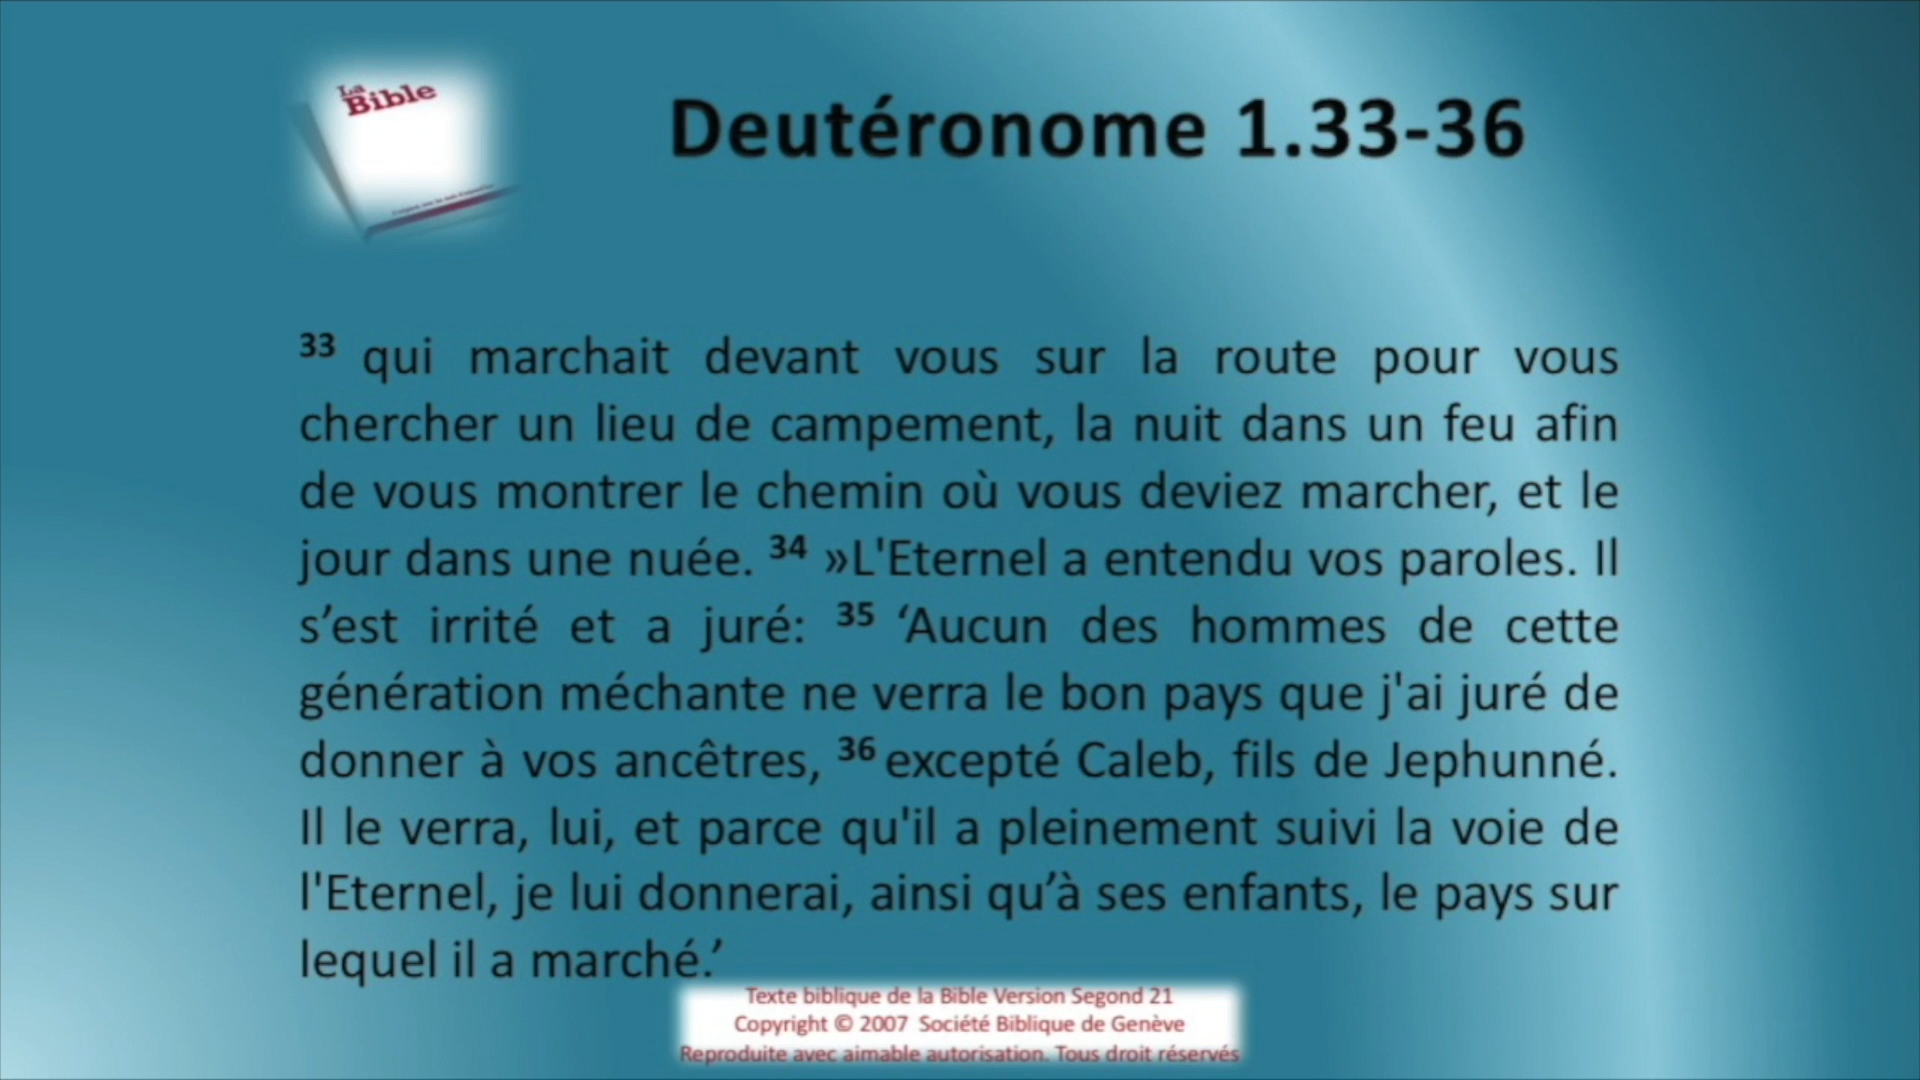 La
Bible
Deutéronome 1.33-36
33 qui marchait devant vous sur la route pour vous
chercher un lieu de campement, la nuit dans un feu afin
de vous montrer le chemin où vous deviez marcher, et le
jour dans une nuée. 34 »L'Eternel a entendu vos paroles. Il
s’est irrité et a juré: 35 ‘Aucun des hommes de cette
génération méchante ne verra le bon pays que j'ai juré de
donner à vos ancêtres, 36 excepté Caleb, fils de Jephunné.
Il le verra, lui, et parce qu'il a pleinement suivi la voie de
l'Eternel, je lui donnerai, ainsi qu’à ses enfants, le pays sur
lequel il a marché.’
Texte biblique de la Bible Version Segond 21
Copyright © 2007 Société Biblique de Genève
Reproduite avec aimable autorisation. Tous droit réservés